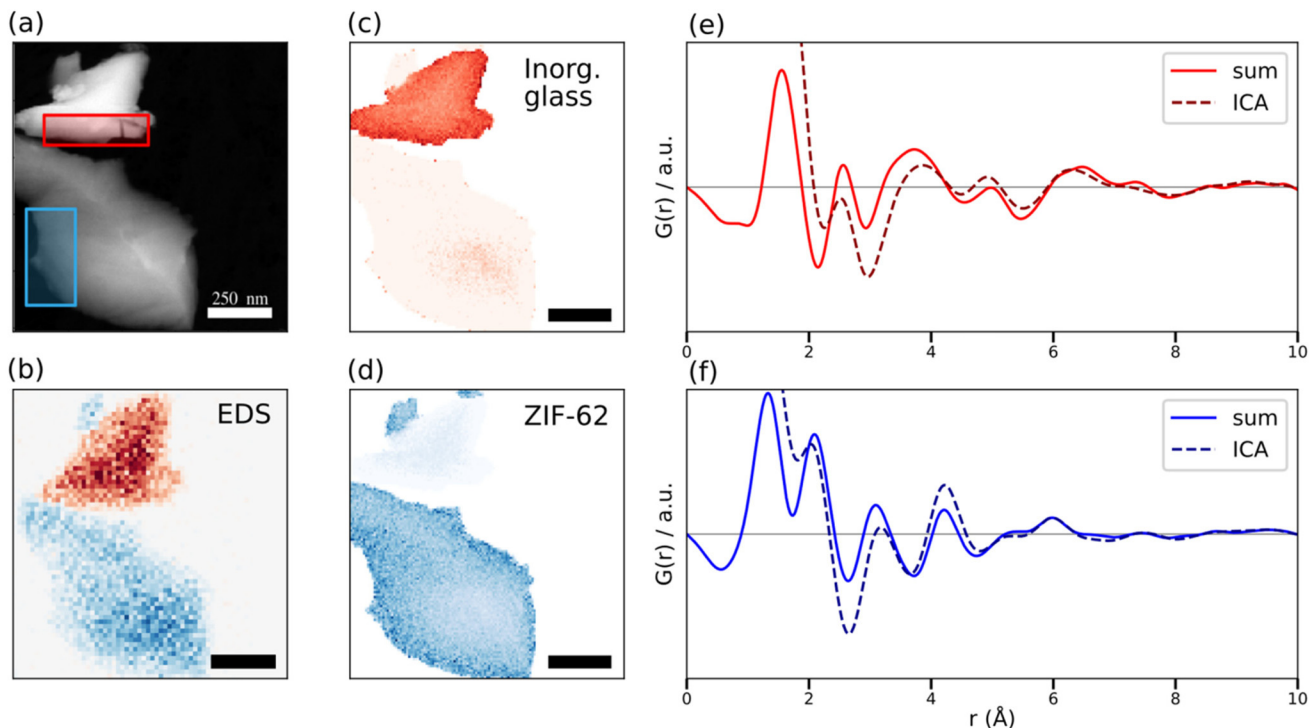 (a)
250 nm
(b)
EDS
(c)
Inorg.
glass
(d)
ZIF-62
(e)
G(r) / a.u.
sum
ICA
0 2 4 6 8 10
(f)
G(r) / a.u.
sum
ICA
0 2 4 6 8 10
r (Å)